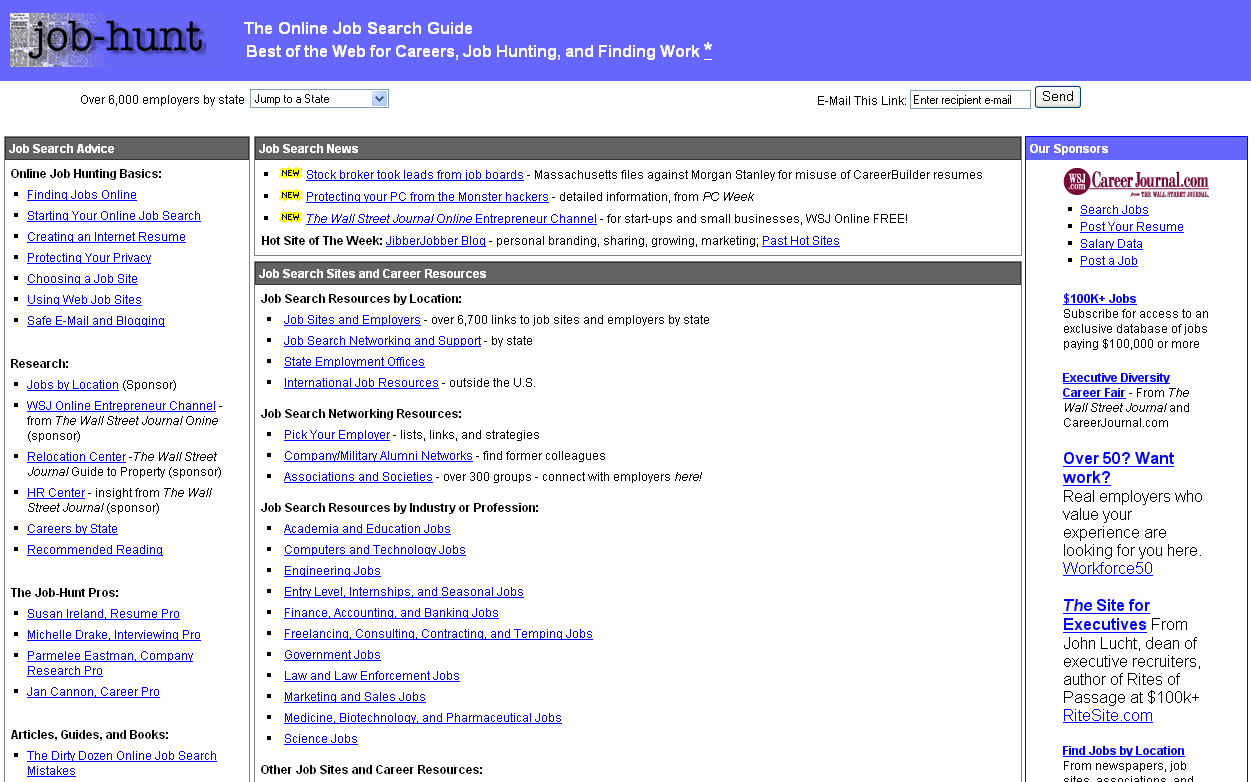 job-hunt
The Online Job Search Guide
Best of the Web for Careers, Job Hunting, and Finding Work *
Over 6,000 employers by state
Jump to a State
E-Mail This Link:
Enter recipient e-mail
Send
Job Search Advice
Online Job Hunting Basics:
Finding Jobs Online
Starting Your Online Job Search
Creating an Internet Resume
Protecting Your Privacy
Choosing a Job Site
Using Web Job Sites
Safe E-Mail and Blogging
Research:
Jobs by Location (Sponsor)
WSJ Online Entrepreneur Channel -
from The Wall Street Journal Onine
(sponsor)
Relocation Center -The Wall Street
Journal Guide to Property (sponsor)
HR Center - insight from The Wall
Street Journal (sponsor)
Careers by State
Recommended Reading
The Job-Hunt Pros:
Susan Ireland, Resume Pro
Michelle Drake, Interviewing Pro
Parmelee Eastman, Company
Research Pro
Jan Cannon, Career Pro
Articles, Guides, and Books:
The Dirty Dozen Online Job Search
Mistakes
Job Search News
NEW Stock broker took leads from job boards - Massachusetts files against Morgan Stanley for misuse of CareerBuilder resumes
NEW Protecting your PC from the Monster hackers - detailed information, from PC Week
NEW The Wall Street Journal Online Entrepreneur Channel - for start-ups and small businesses, WSJ Online FREE!
Hot Site of The Week: JibberJobber Blog - personal branding, sharing, growing, marketing; Past Hot Sites
Job Search Sites and Career Resources
Job Search Resources by Location:
Job Sites and Employers - over 6,700 links to job sites and employers by state
Job Search Networking and Support - by state
State Employment Offices
International Job Resources - outside the U.S.
Job Search Networking Resources:
Pick Your Employer - lists, links, and strategies
Company/Military Alumni Networks - find former colleagues
Associations and Societies - over 300 groups - connect with employers here!
Job Search Resources by Industry or Profession:
Academia and Education Jobs
Computers and Technology Jobs
Engineering Jobs
Entry Level, Internships, and Seasonal Jobs
Finance, Accounting, and Banking Jobs
Freelancing, Consulting, Contracting, and Temping Jobs
Government Jobs
Law and Law Enforcement Jobs
Marketing and Sales Jobs
Medicine, Biotechnology, and Pharmaceutical Jobs
Science Jobs
Other Job Sites and Career Resources:
Our Sponsors
WSJ .com CareerJournal.com
FROM THE WALL STREET JOURNAL
Search Jobs
Post Your Resume
Salary Data
Post a Job
$100K+ Jobs
Subscribe for access to an
exclusive database of jobs
paying $100,000 or more
Executive Diversity
Career Fair - From The
Wall Street Journal and
CareerJournal.com
Over 50? Want
work?
Real employers who
value your
experience are
looking for you here.
Workforce50
The Site for
Executives From
John Lucht, dean of
executive recruiters,
author of Rites of
Passage at $100k+
RiteSite.com
Find Jobs by Location
From newspapers, job
sites, associations, and